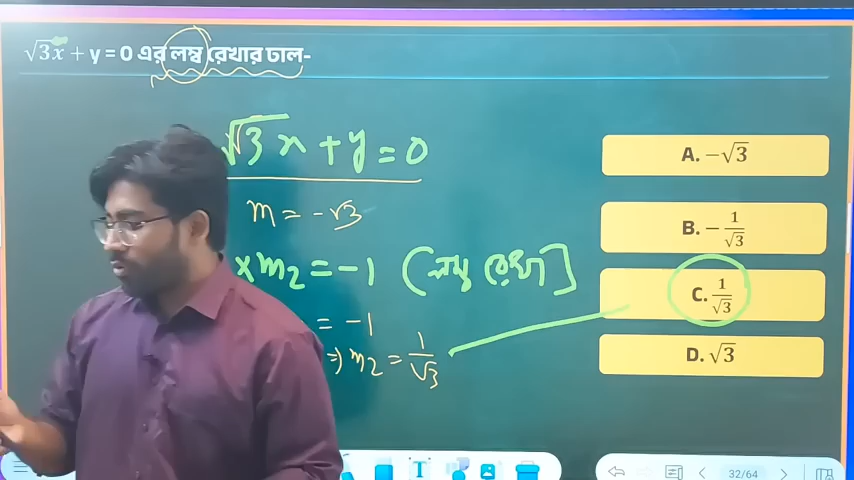 √3x + y = 0 এর লম্ব রেখার ঢাল-
√3 x + y = 0
m = -√3
x m₂ = -1 (লম্ব রেখা]
= -1
⇒ m₂ = 1/√3
A. -√3
B. - 1/√3
C. 1/√3
D. √3
T
32/64